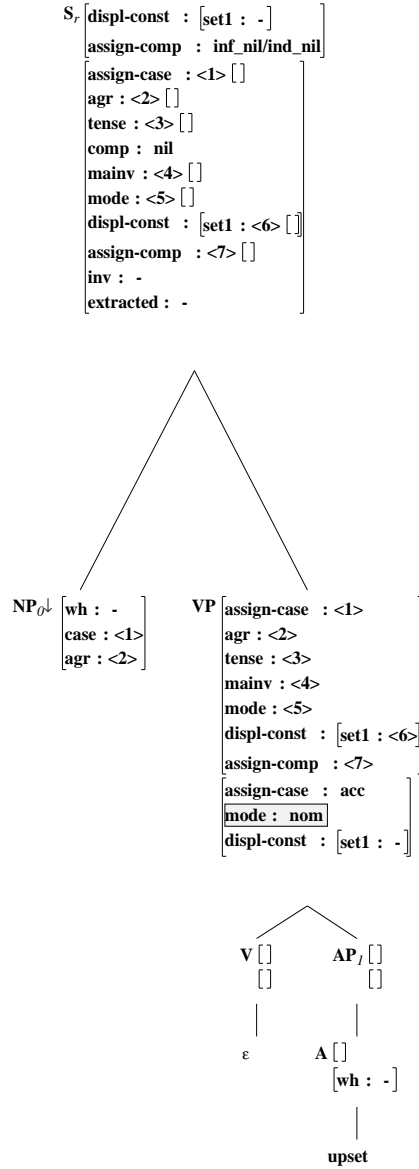 Sr displ-const : [set1 : -]
assign-comp : inf_nil/ind_nil
assign-case : <1> []
agr : <2> []
tense : <3> []
comp : nil
mainv : <4> []
mode : <5> []
displ-const : [set1 : <6> []]
assign-comp : <7> []
inv : -
extracted : -
NP0↓ wh : - VP assign-case : <1>
case : <1> agr : <2>
agr : <2> tense : <3>
mainv : <4>
mode : <5>
displ-const : [set1 : <6>]
assign-comp : <7>
assign-case : acc
mode : nom
displ-const : [set1 : -]
V [] AP1 []
[] []
ε A []
[wh : -]
upset